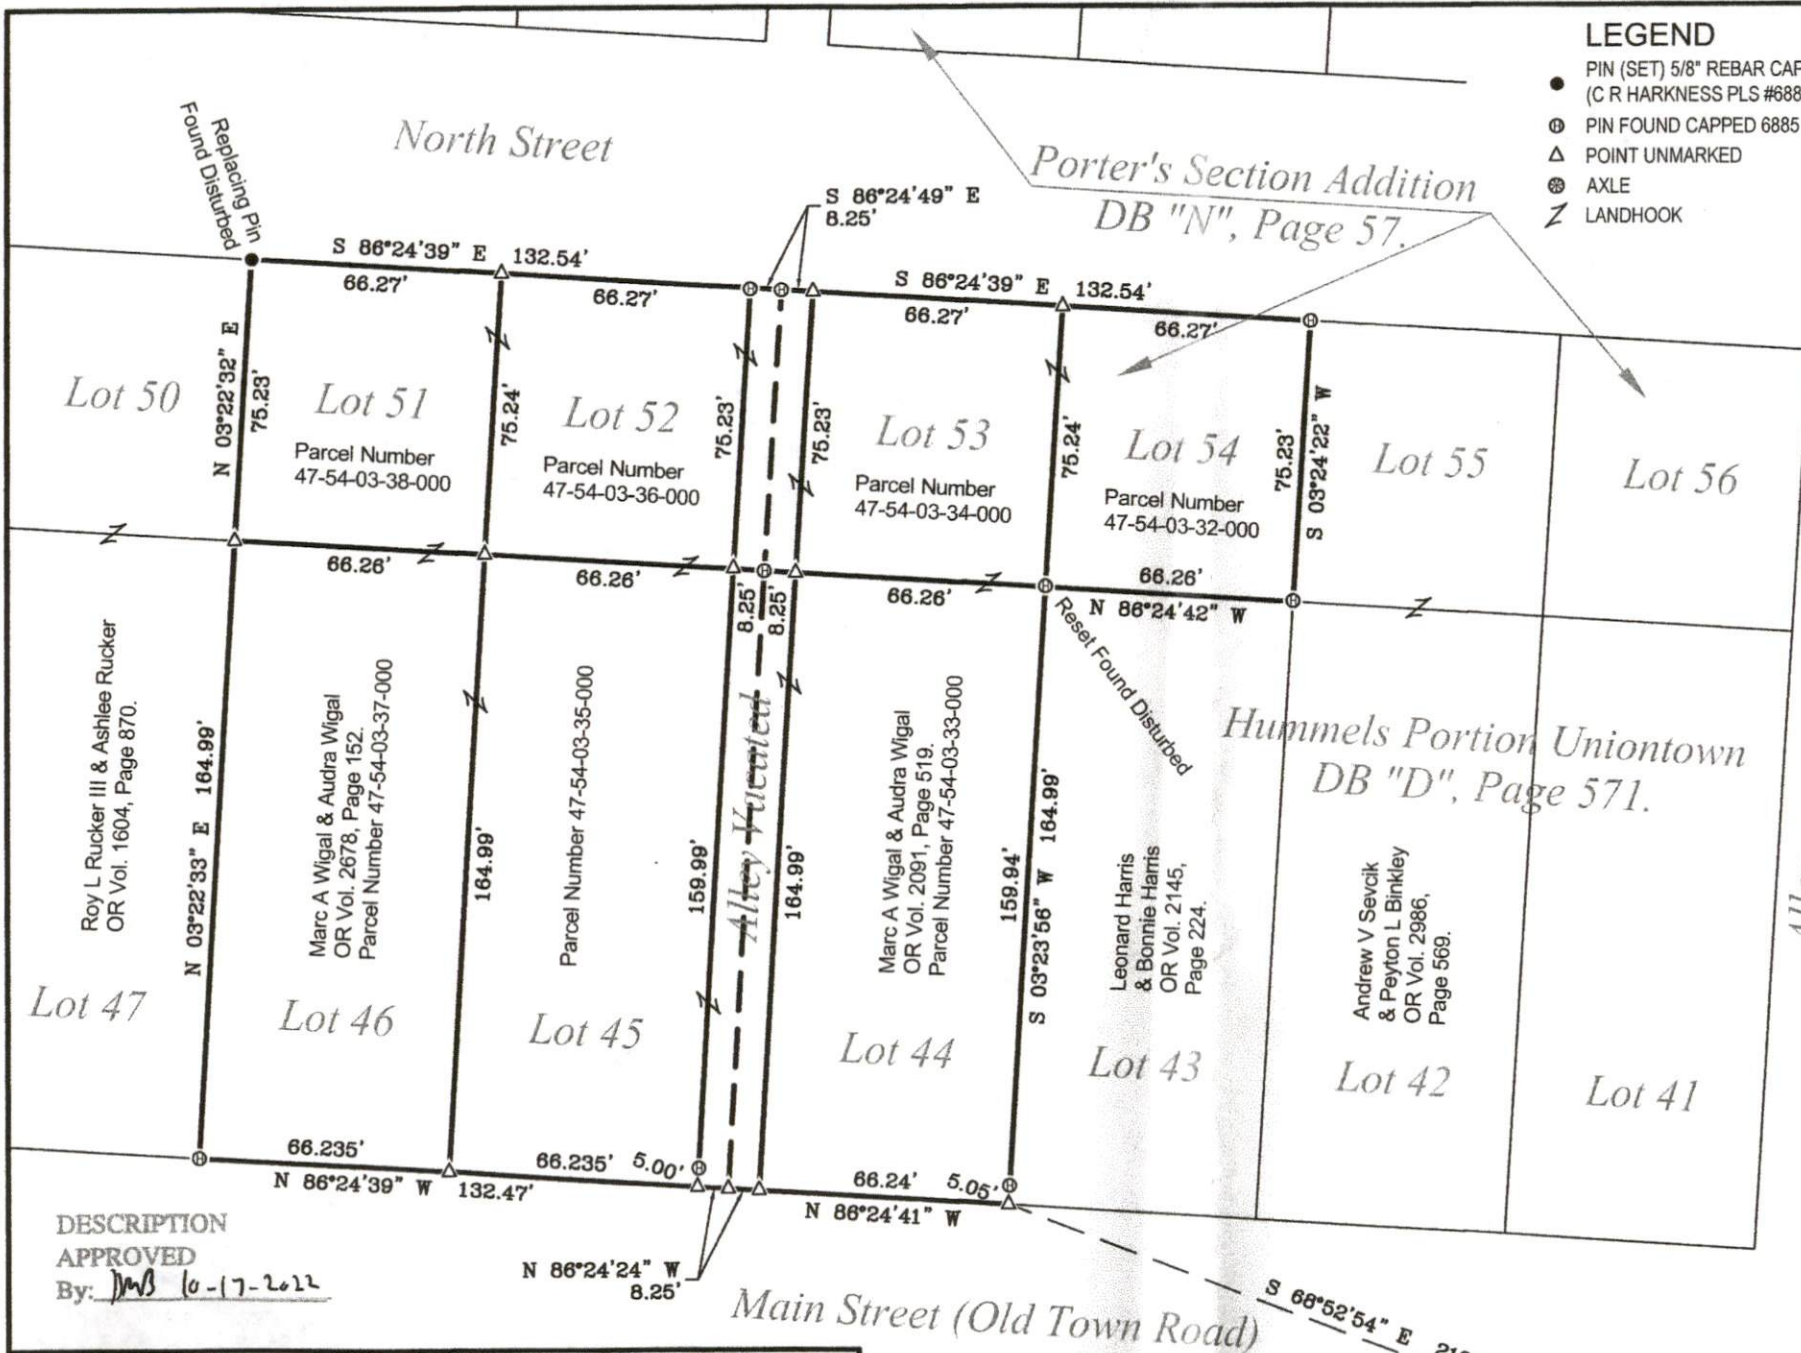 LEGEND
PIN (SET) 5/8" REBAR CAP
(C R HARKNESS PLS #688
PIN FOUND CAPPED 6885
POINT UNMARKED
AXLE
LANDHOOK
North Street
Replacing Pin
Found Disturbed
Porter's Section Addition
DB "N", Page 57.
S 86°24'49" E
8.25'
S 86°24'39" E 132.54'
66.27'
66.27'
S 86°24'39" E 132.54'
66.27'
66.27'
Lot 50
N 03°22'32" E
75.23'
Lot 51
Parcel Number
47-54-03-38-000
75.24'
Lot 52
Parcel Number
47-54-03-36-000
75.23'
75.23'
Lot 53
Parcel Number
47-54-03-34-000
75.24'
Lot 54
Parcel Number
47-54-03-32-000
75.23'
S 03°24'22" W
Lot 55
Lot 56
66.26'
66.26'
8.25'
8.25'
66.26'
66.26'
N 86°24'42" W
Reset Found Disturbed
Roy L Rucker III & Ashlee Rucker
OR Vol. 1604, Page 870.
N 03°22'33" E 164.99'
Marc A Wigal & Audra Wigal
OR Vol. 2678, Page 152.
Parcel Number 47-54-03-37-000
164.99'
Parcel Number 47-54-03-35-000
159.99'
Alley Vacated
164.99'
Marc A Wigal & Audra Wigal
OR Vol. 2091, Page 519.
Parcel Number 47-54-03-33-000
159.94'
S 03°23'56" W 164.99'
Hummels Portion Uniontown
DB "D", Page 571.
Leonard Harris
& Bonnie Harris
OR Vol. 2145,
Page 224.
Andrew V Sevcik
& Peyton L Binkley
OR Vol. 2986,
Page 569.
Lot 47
Lot 46
Lot 45
Lot 44
Lot 43
Lot 42
Lot 41
66.235'
N 86°24'39" W 132.47'
66.235'
5.00'
66.24'
5.05'
N 86°24'41" W
N 86°24'24" W
8.25'
DESCRIPTION
APPROVED
By: DMB 10-17-2022
Main Street (Old Town Road)
S 68°52'54" E